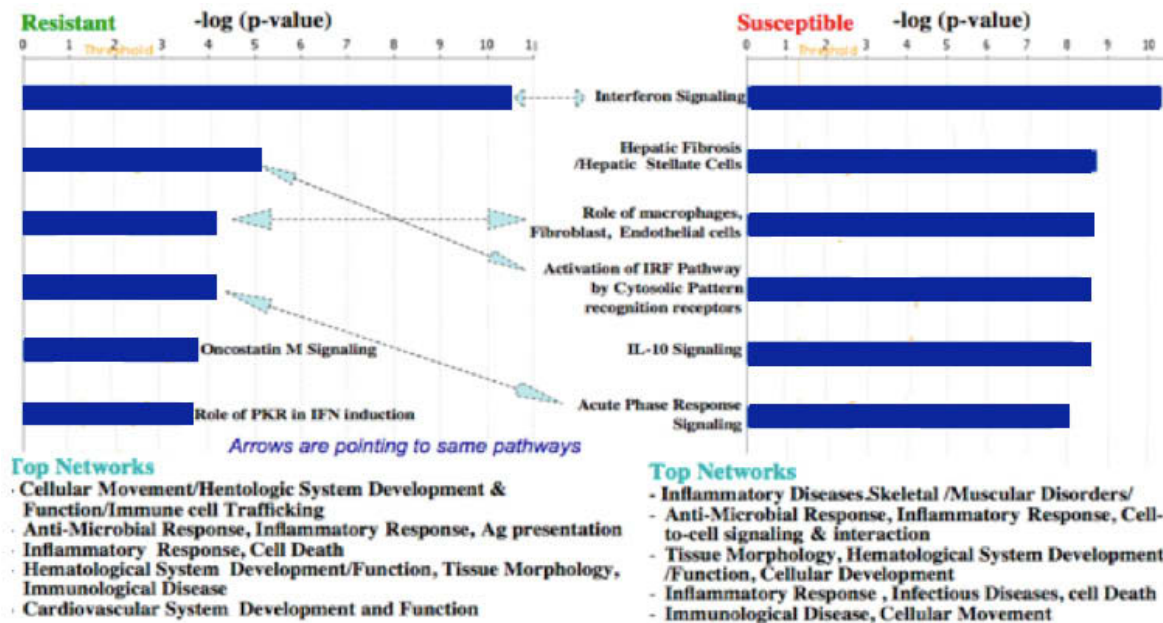 Resistant -log (p-value)
0 1 2 3 4 5 6 7 8 9 10
Threshold
Susceptible -log (p-value)
0 1 2 3 4 5 6 7 8 9 10
Threshold
Interferon Signaling
Hepatic Fibrosis
/Hepatic Stellate Cells
Role of macrophages,
Fibroblast, Endothelial cells
Activation of IRF Pathway
by Cytosolic Pattern
recognition receptors
Oncostatin M Signaling
IL-10 Signaling
Role of PKR in IFN induction
Acute Phase Response
Signaling
Arrows are pointing to same pathways
Top Networks
· Cellular Movement/Hentologic System Development &
Function/Immune cell Trafficking
· Anti-Microbial Response, Inflammatory Response, Ag presentation
· Inflammatory Response, Cell Death
· Hematological System Development/Function, Tissue Morphology,
Immunological Disease
· Cardiovascular System Development and Function
Top Networks
- Inflammatory Diseases.Skeletal /Muscular Disorders/
- Anti-Microbial Response, Inflammatory Response, Cell-
to-cell signaling & interaction
- Tissue Morphology, Hematological System Development
/Function, Cellular Development
- Inflammatory Response , Infectious Diseases, cell Death
- Immunological Disease, Cellular Movement